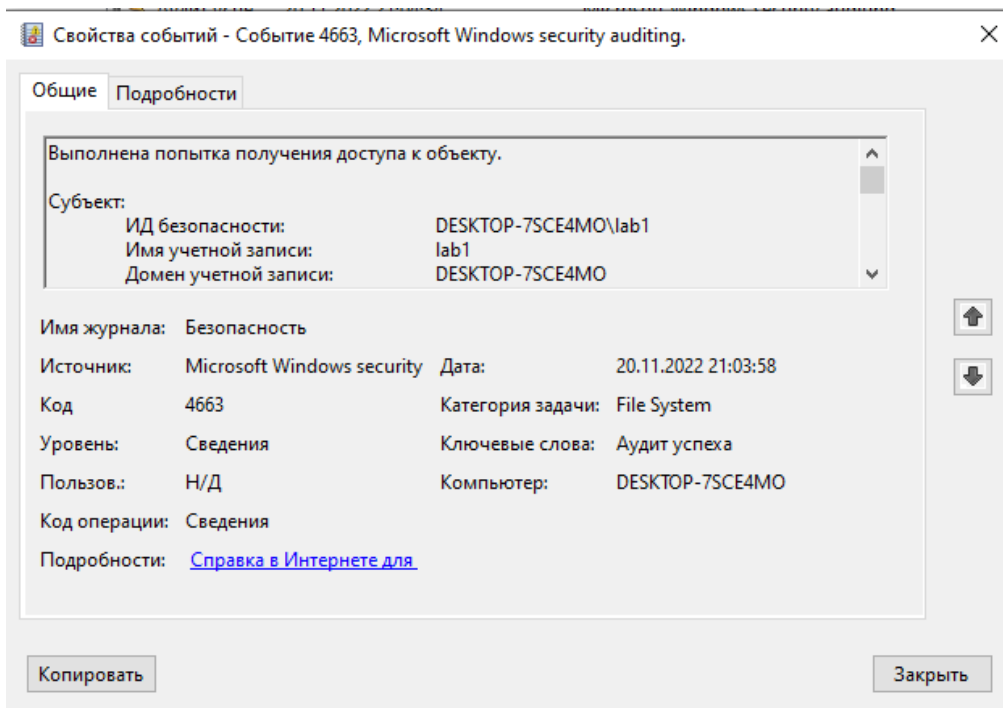 Свойства событий - Событие 4663, Microsoft Windows security auditing.
Общие Подробности
Выполнена попытка получения доступа к объекту.
Субъект:
ИД безопасности: DESKTOP-7SCE4MO\lab1
Имя учетной записи: lab1
Домен учетной записи: DESKTOP-7SCE4MO
Имя журнала: Безопасность
Источник: Microsoft Windows security Дата: 20.11.2022 21:03:58
Код 4663 Категория задачи: File System
Уровень: Сведения Ключевые слова: Аудит успеха
Пользов.: Н/Д Компьютер: DESKTOP-7SCE4MO
Код операции: Сведения
Подробности: Справка в Интернете для
Копировать Закрыть